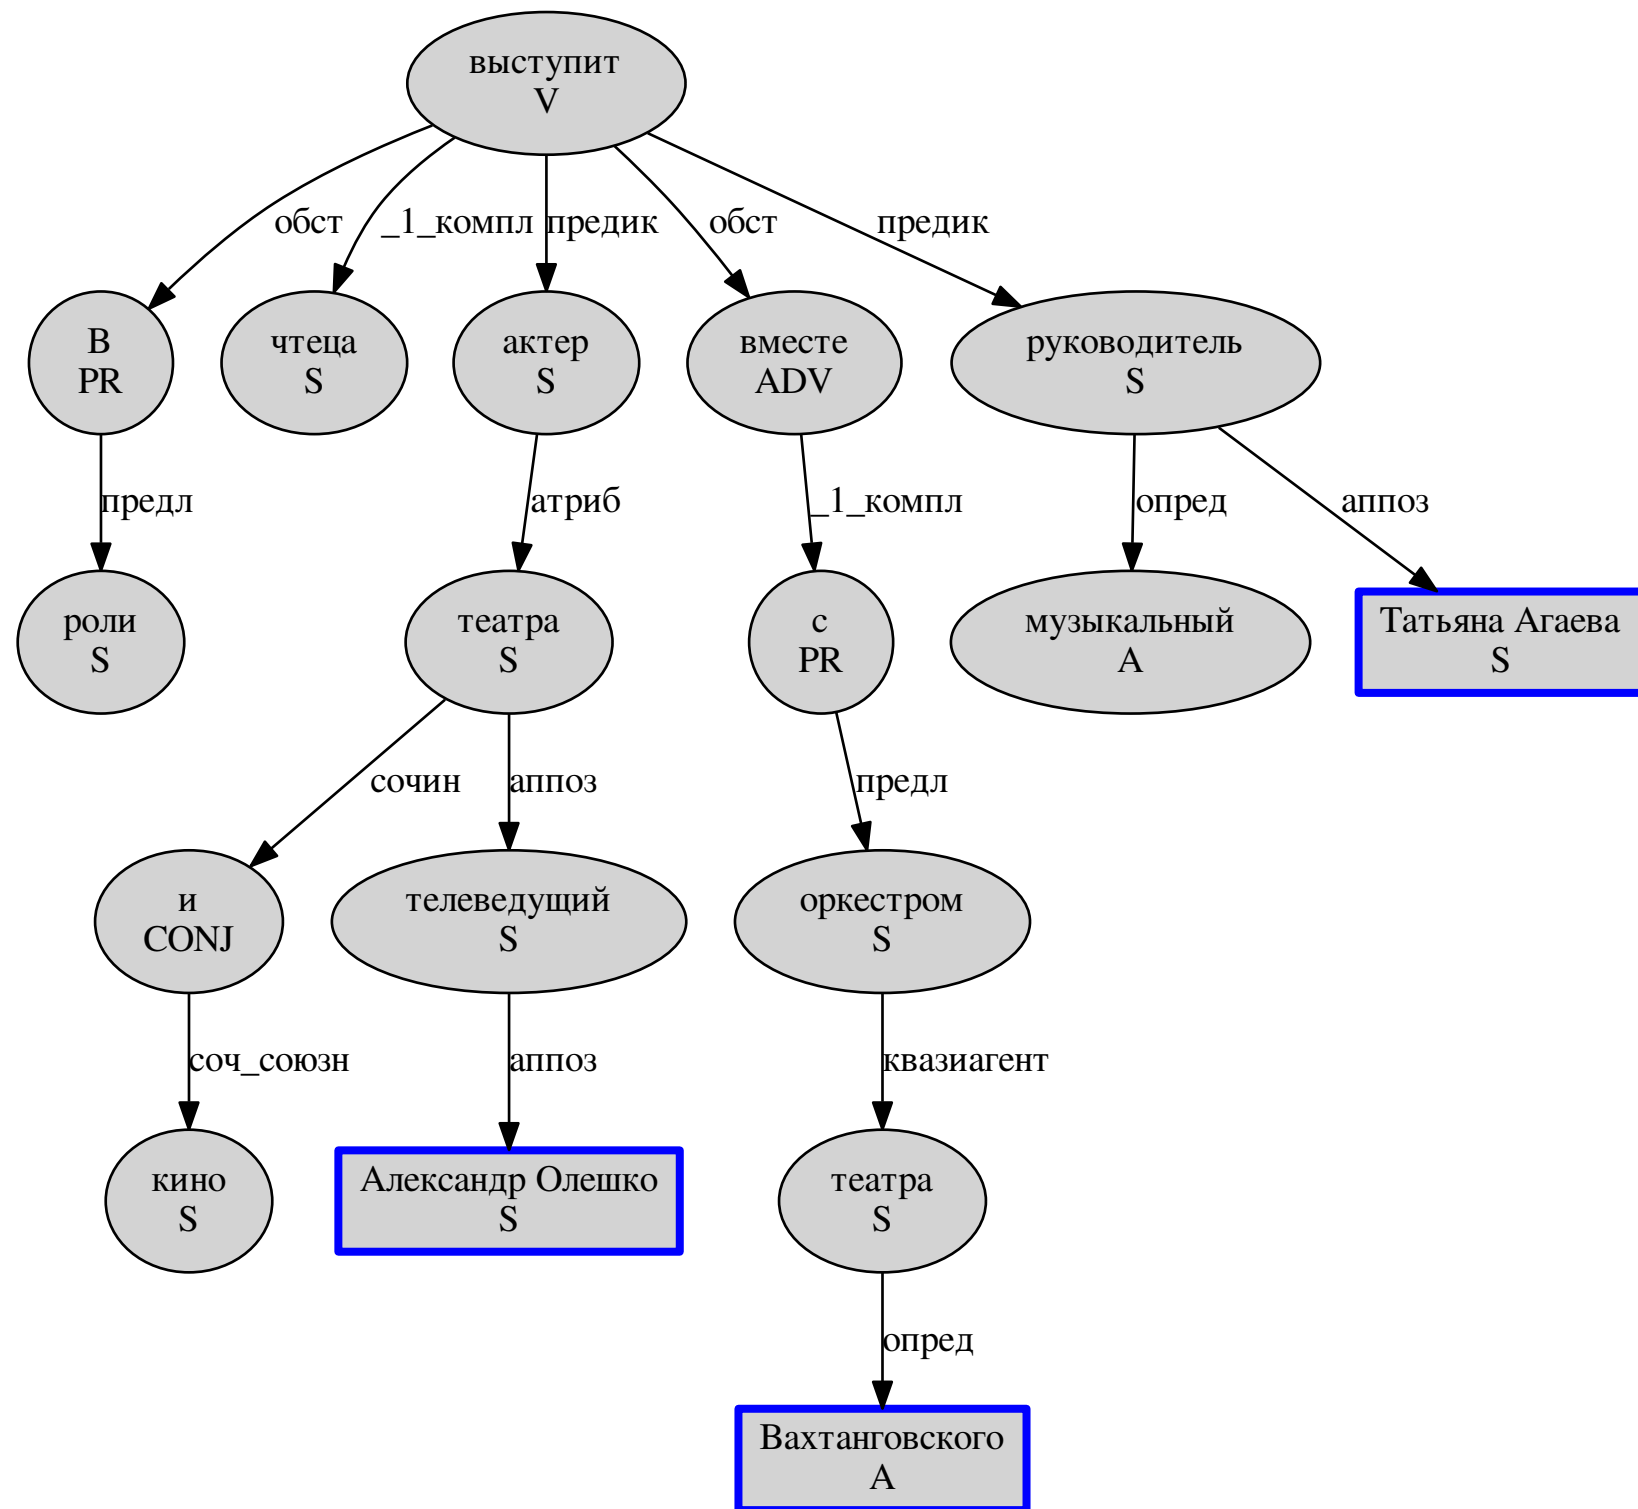 выступит
V
обст
_1_компл
предик
обст
предик
В
PR
чтеца
S
актер
S
вместе
ADV
руководитель
S
предл
атриб
_1_компл
опред
аппоз
роли
S
театра
S
с
PR
музыкальный
A
Татьяна Агаева
S
сочин
аппоз
предл
и
CONJ
телеведущий
S
оркестром
S
соч_союзн
аппоз
квазиагент
кино
S
Александр Олешко
S
театра
S
опред
Вахтанговского
A